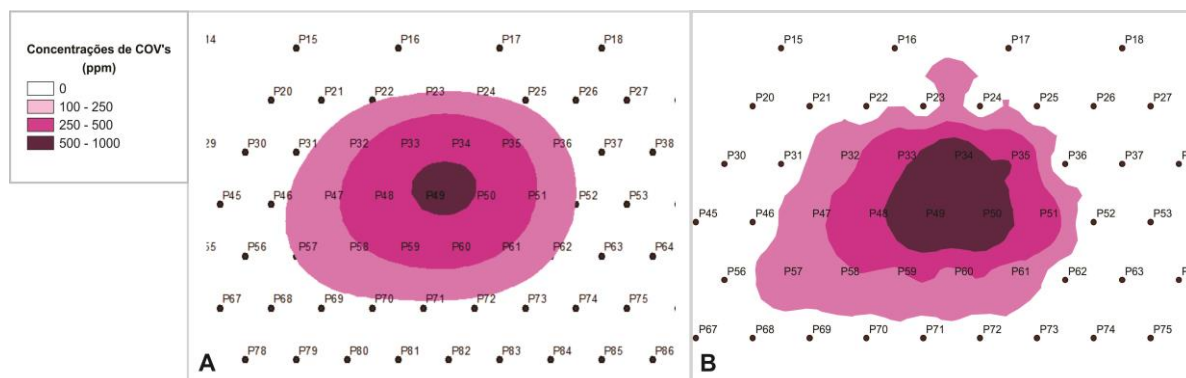 Concentrações de COV's
(ppm)
0
100 - 250
250 - 500
500 - 1000
14 P15 P16 P17 P18
P20 P21 P22 P23 P24 P25 P26 P27
29 P30 P31 P32 P33 P34 P35 P36 P37 P38
P45 P46 P47 P48 P49 P50 P51 P52 P53
55 P56 P57 P58 P59 P60 P61 P62 P63 P64
P67 P68 P69 P70 P71 P72 P73 P74 P75
P78 P79 P80 P81 P82 P83 P84 P85 P86
A
P15 P16 P17 P18
P20 P21 P22 P23 P24 P25 P26 P27
P30 P31 P32 P33 P34 P35 P36 P37 P
P45 P46 P47 P48 P49 P50 P51 P52 P53
P56 P57 P58 P59 P60 P61 P62 P63 P
P67 P68 P69 P70 P71 P72 P73 P74 P75
B